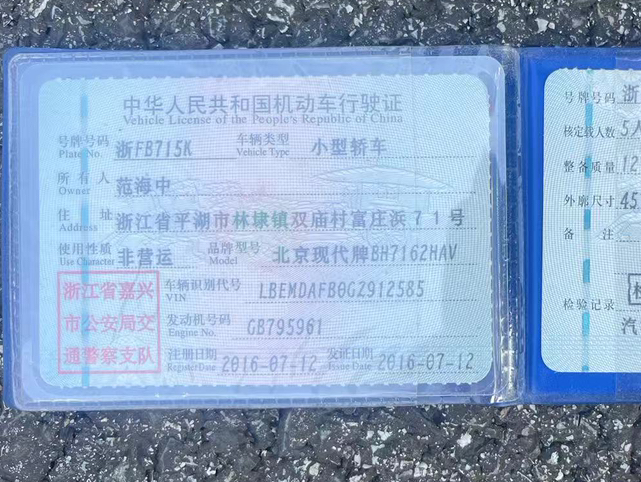 中华人民共和国机动车行驶证
Vehicle License of the People's Republic of China
号牌号码 浙FB715K 车辆类型 小型轿车
Plate No. Vehicle Type
所有人 范海中
Owner
住址 浙江省平湖市林埭镇双庙村富庄浜71号
Address
使用性质 非营运 品牌型号 北京现代牌BH7162HAV
Use Character Model
浙江省嘉兴
市公安局交
通警察支队
车辆识别代号 LBEMDAFB0GZ912585
VIN
发动机号码 GB795961
Engine No.
注册日期 2016-07-12 发证日期 2016-07-12
Register Date Issue Date
号牌号码 浙
核定载人数 5人
整备质量 12
外廓尺寸 45
备注
检验记录
汽